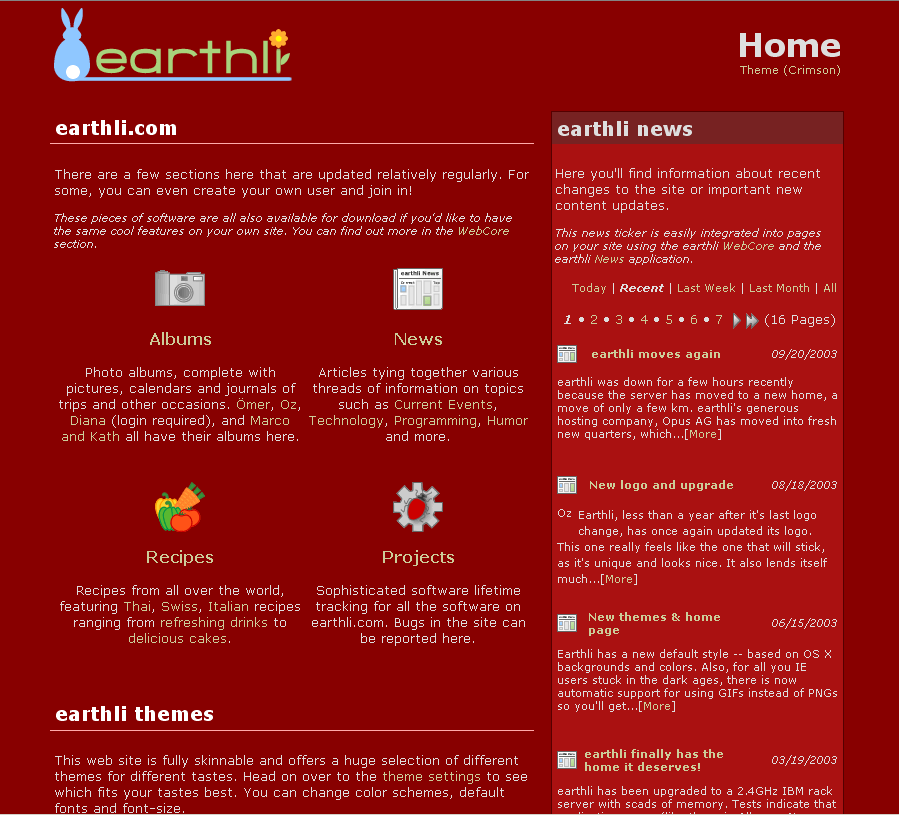 earthli
Home
Theme (Crimson)
earthli.com
There are a few sections here that are updated relatively regularly. For
some, you can even create your own user and join in!
These pieces of software are all also available for download if you'd like to have
the same cool features on your own site. You can find out more in the WebCore
section.
earthli News
Albums
News
Photo albums, complete with
pictures, calendars and journals of
trips and other occasions. Ömer, Oz,
Diana (login required), and Marco
and Kath all have their albums here.
Articles tying together various
threads of information on topics
such as Current Events,
Technology, Programming, Humor
and more.
Recipes
Projects
Recipes from all over the world,
featuring Thai, Swiss, Italian recipes
ranging from refreshing drinks to
delicious cakes.
Sophisticated software lifetime
tracking for all the software on
earthli.com. Bugs in the site can
be reported here.
earthli themes
This web site is fully skinnable and offers a huge selection of different
themes for different tastes. Head on over to the theme settings to see
which fits your tastes best. You can change color schemes, default
fonts and font-size.
earthli news
Here you'll find information about recent
changes to the site or important new
content updates.
This news ticker is easily integrated into pages
on your site using the earthli WebCore and the
earthli News application.
Today | Recent | Last Week | Last Month | All
1 • 2 • 3 • 4 • 5 • 6 • 7 (16 Pages)
earthli moves again 09/20/2003
earthli was down for a few hours recently
because the server has moved to a new home, a
move of only a few km. earthli's generous
hosting company, Opus AG has moved into fresh
new quarters, which...[More]
New logo and upgrade 08/18/2003
Oz Earthli, less than a year after it's last logo
change, has once again updated its logo.
This one really feels like the one that will stick,
as it's unique and looks nice. It also lends itself
much...[More]
New themes & home
page 06/15/2003
Earthli has a new default style -- based on OS X
backgrounds and colors. Also, for all you IE
users stuck in the dark ages, there is now
automatic support for using GIFs instead of PNGs
so you'll get...[More]
earthli finally has the
home it deserves! 03/19/2003
earthli has been upgraded to a 2.4GHz IBM rack
server with scads of memory. Tests indicate that